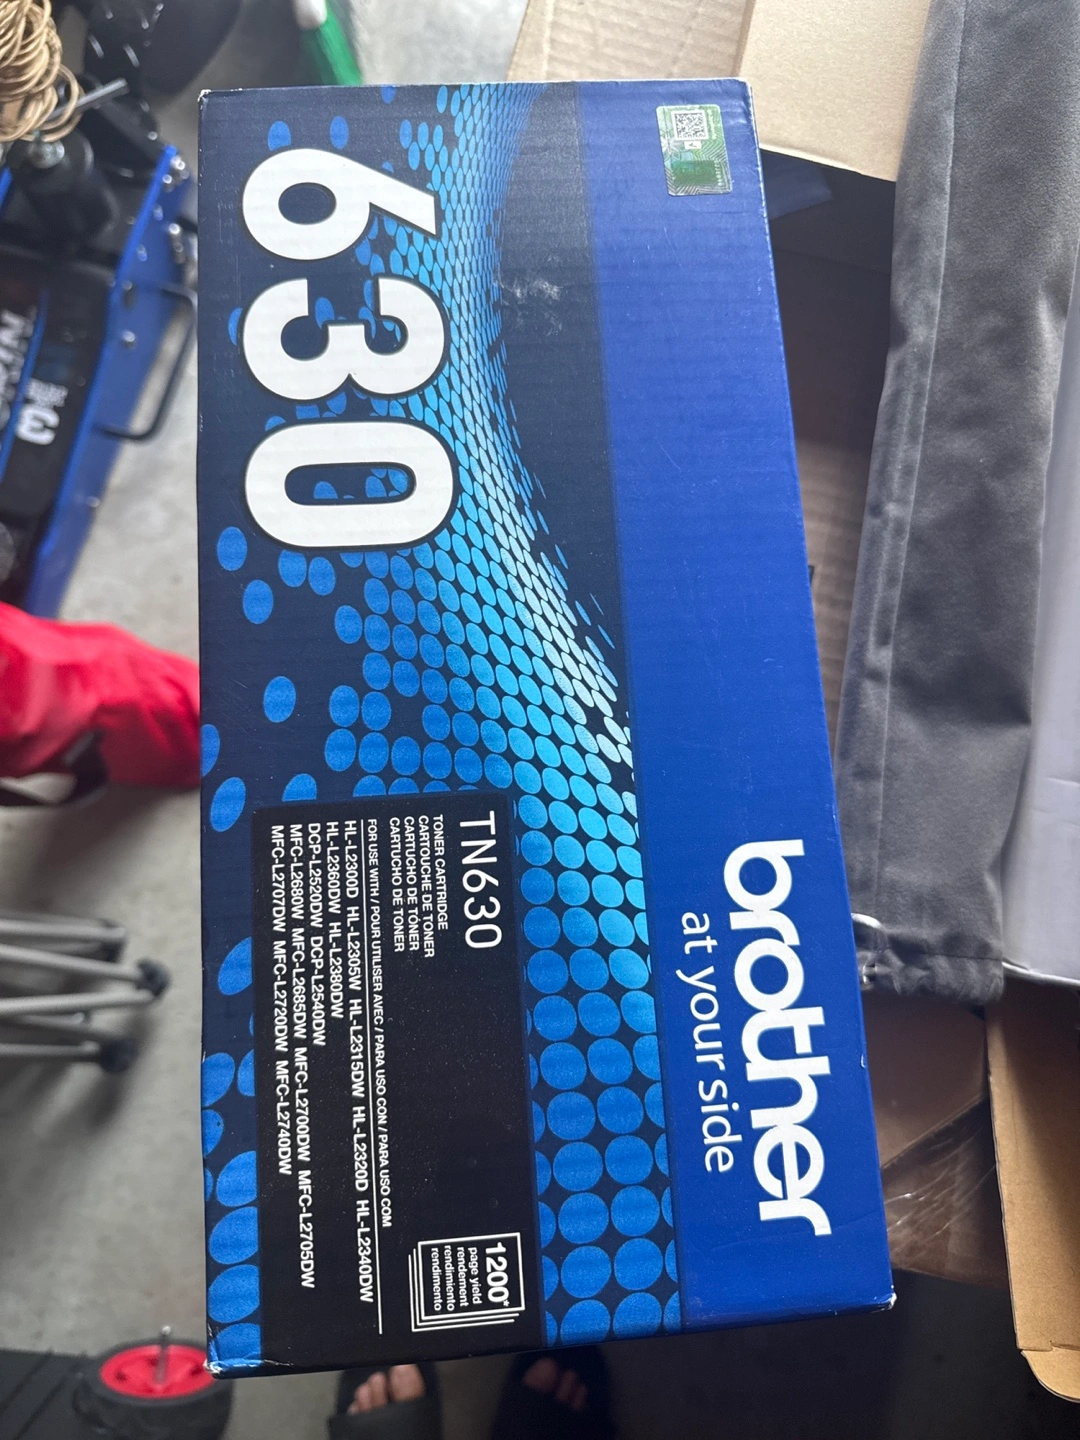 brother
at your side
630
TN630
TONER CARTRIDGE
CARTOUCHE DE TONER
CARTUCHO DE TÓNER
CARTUCHO DE TONER
1200*
page yield
rendement
rendimiento
rendimento
FOR USE WITH / POUR UTILISER AVEC / PARA USO CON / PARA USO COM
HL-L2300D HL-L2305W HL-L2315DW HL-L2320D HL-L2340DW
HL-L2360DW HL-L2380DW
DCP-L2520DW DCP-L2540DW
MFC-L2680W MFC-L2685DW MFC-L2700DW MFC-L2705DW
MFC-L2707DW MFC-L2720DW MFC-L2740DW
3